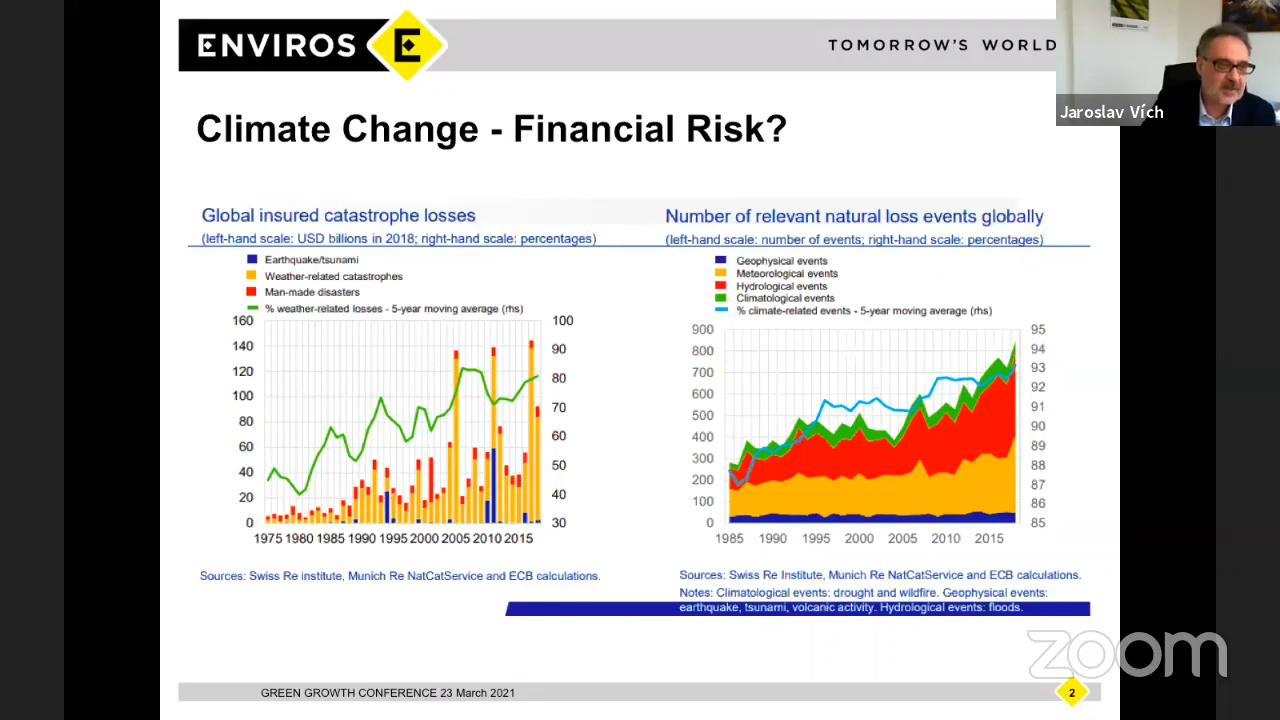 ENVIROS E
TOMORROW'S WORLD
Jaroslav Vích
Climate Change - Financial Risk?
Global insured catastrophe losses
(left-hand scale: USD billions in 2018; right-hand scale: percentages)
Earthquake/tsunami
Weather-related catastrophes
Man-made disasters
% weather-related losses - 5-year moving average (rhs)
160
140
120
100
80
60
40
20
0
100
90
80
70
60
50
40
30
1975 1980 1985 1990 1995 2000 2005 2010 2015
Sources: Swiss Re institute, Munich Re NatCatService and ECB calculations.
Number of relevant natural loss events globally
(left-hand scale: number of events; right-hand scale: percentages)
Geophysical events
Meteorological events
Hydrological events
Climatological events
% climate-related events - 5-year moving average (rhs)
900
800
700
600
500
400
300
200
100
0
95
94
93
92
91
90
89
88
87
86
85
1985 1990 1995 2000 2005 2010 2015
Sources: Swiss Re Institute, Munich Re NatCatService and ECB calculations.
Notes: Climatological events: drought and wildfire. Geophysical events:
earthquake, tsunami, volcanic activity. Hydrological events: floods.
zoom
GREEN GROWTH CONFERENCE 23 March 2021
2